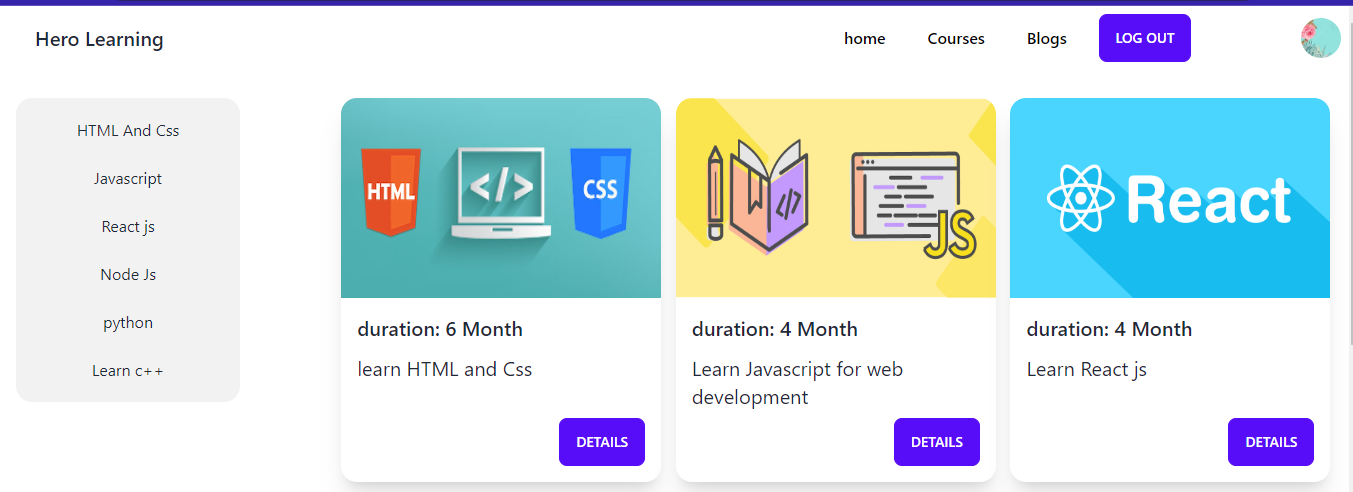 Hero Learning
home
Courses
Blogs
LOG OUT
HTML And Css
Javascript
React js
Node Js
python
Learn c++
HTML
</>
CSS
duration: 6 Month
learn HTML and Css
DETAILS
</>
JS
duration: 4 Month
Learn Javascript for web
development
DETAILS
React
duration: 4 Month
Learn React js
DETAILS